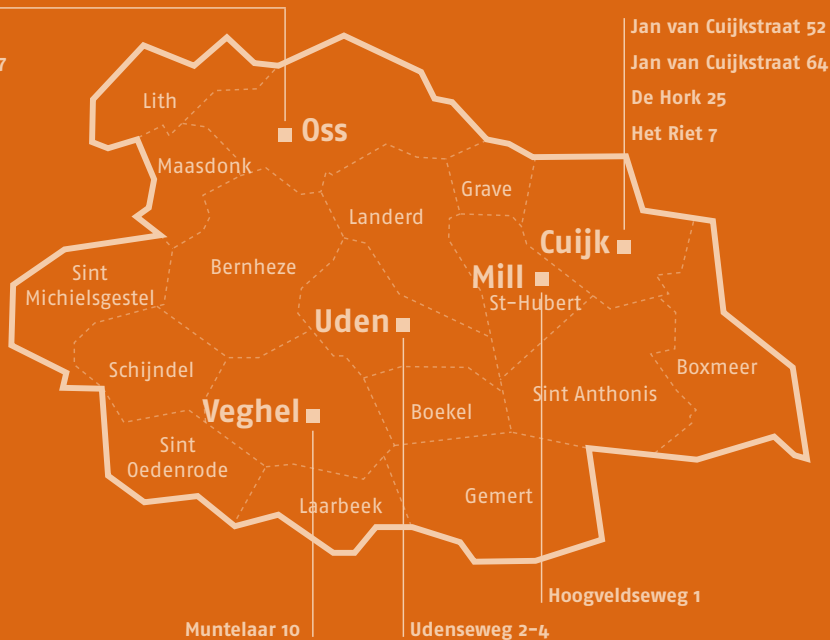 Jan van Cuijkstraat 52
Jan van Cuijkstraat 64
7
De Hork 25
Het Riet 7
Lith
Oss
Maasdonk
Grave
Landerd
Cuijk
Bernheze
Mill
St-Hubert
Sint
Michielsgestel
Uden
Schijndel
Boxmeer
Sint Anthonis
Veghel
Boekel
Sint
Oedenrode
Gemert
Laarbeek
Hoogveldseweg 1
Muntelaar 10
Udenseweg 2-4